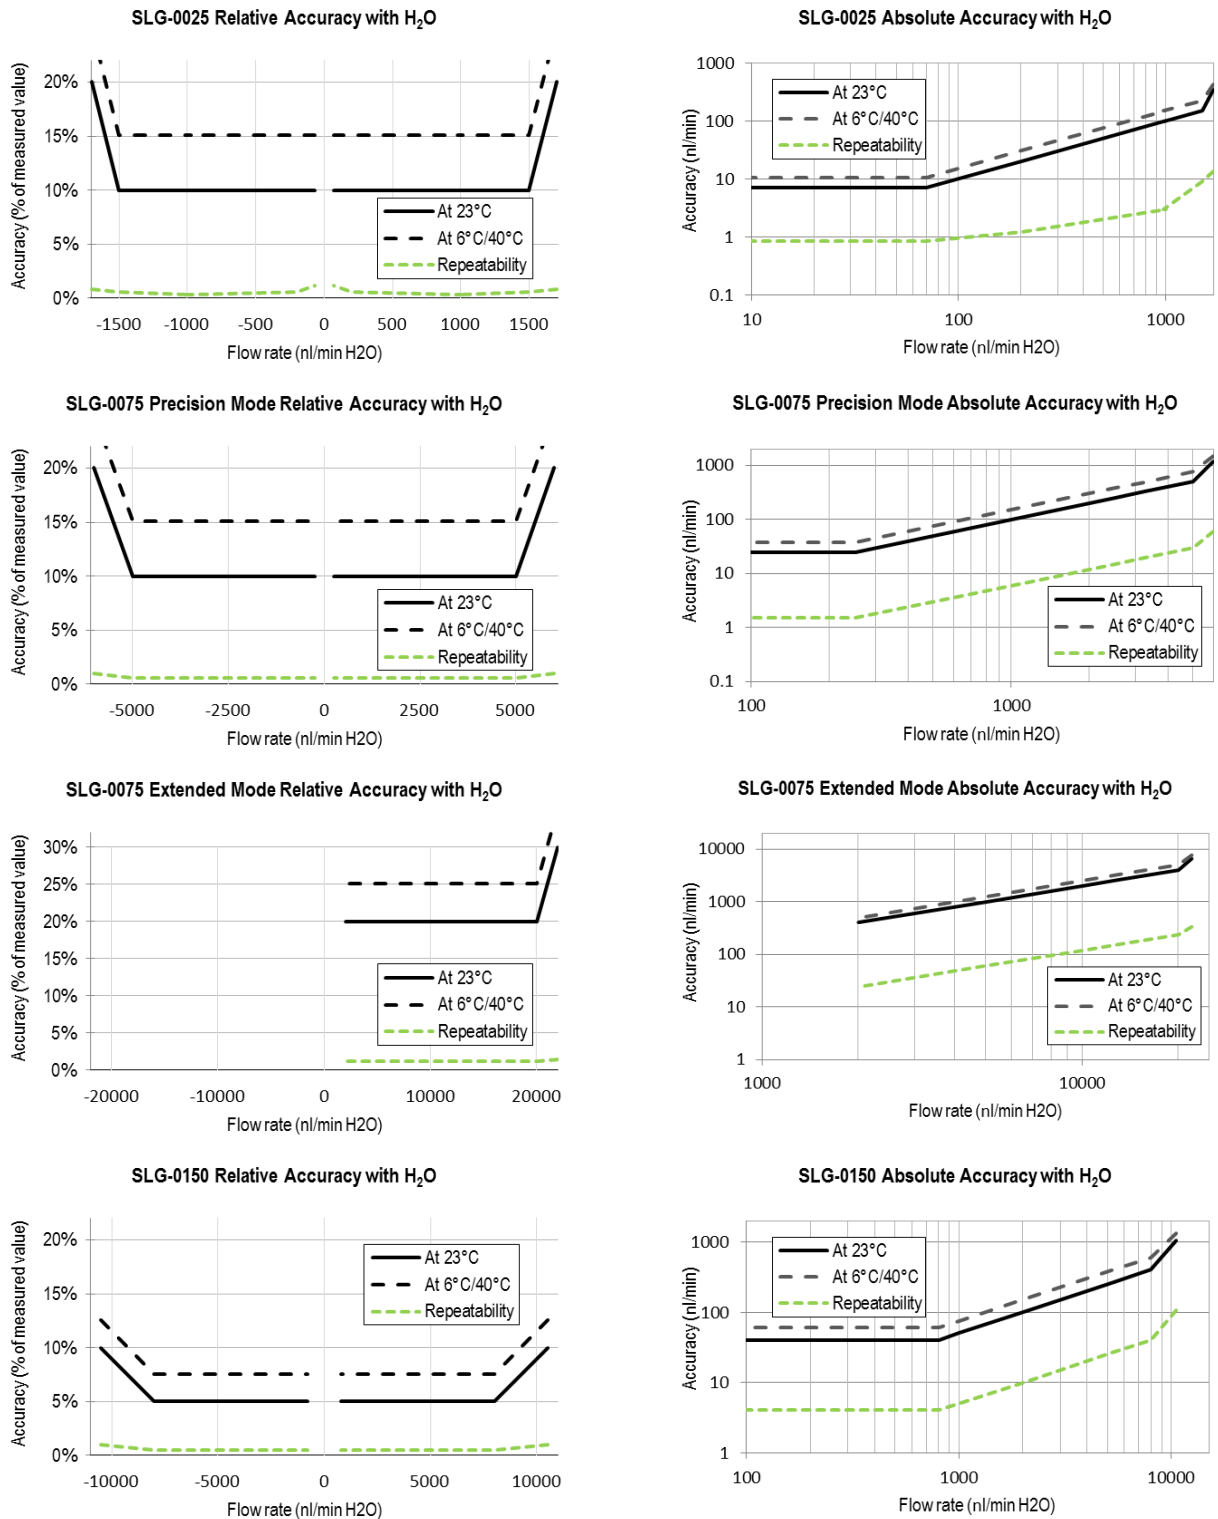 SLG-0025 Relative Accuracy with H₂O
Accuracy (% of measured value)
20%
15%
10%
5%
0%
At 23°C
At 6°C/40°C
Repeatability
-1500 -1000 -500 0 500 1000 1500
Flow rate (nl/min H2O)
SLG-0025 Absolute Accuracy with H₂O
Accuracy (nl/min)
1000
100
10
1
0.1
At 23°C
At 6°C/40°C
Repeatability
10 100 1000
Flow rate (nl/min H2O)
SLG-0075 Precision Mode Relative Accuracy with H₂O
Accuracy (% of measured value)
20%
15%
10%
5%
0%
At 23°C
At 6°C/40°C
Repeatability
-5000 -2500 0 2500 5000
Flow rate (nl/min H2O)
SLG-0075 Precision Mode Absolute Accuracy with H₂O
Accuracy (nl/min)
1000
100
10
1
0.1
At 23°C
At 6°C/40°C
Repeatability
100 1000
Flow rate (nl/min H2O)
SLG-0075 Extended Mode Relative Accuracy with H₂O
Accuracy (% of measured value)
30%
25%
20%
15%
10%
5%
0%
At 23°C
At 6°C/40°C
Repeatability
-20000 -10000 0 10000 20000
Flow rate (nl/min H2O)
SLG-0075 Extended Mode Absolute Accuracy with H₂O
Accuracy (nl/min)
10000
1000
100
10
1
At 23°C
At 6°C/40°C
Repeatability
1000 10000
Flow rate (nl/min H2O)
SLG-0150 Relative Accuracy with H₂O
Accuracy (% of measured value)
20%
15%
10%
5%
0%
At 23°C
At 6°C/40°C
Repeatability
-10000 -5000 0 5000 10000
Flow rate (nl/min H2O)
SLG-0150 Absolute Accuracy with H₂O
Accuracy (nl/min)
1000
100
10
1
At 23°C
At 6°C/40°C
Repeatability
100 1000 10000
Flow rate (nl/min H2O)